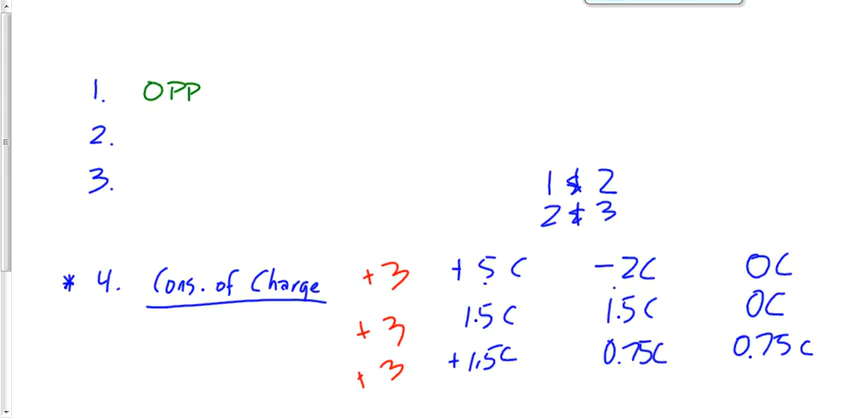 1. OPP
2.
3.
1 & 2
2 & 3
* 4. Cons. of Charge +3 +5C -2C 0C
+3 1.5C 1.5C 0C
+3 +1.5C 0.75C 0.75C